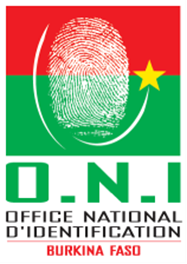 O.N.I
OFFICE NATIONAL
D'IDENTIFICATION
BURKINA FASO